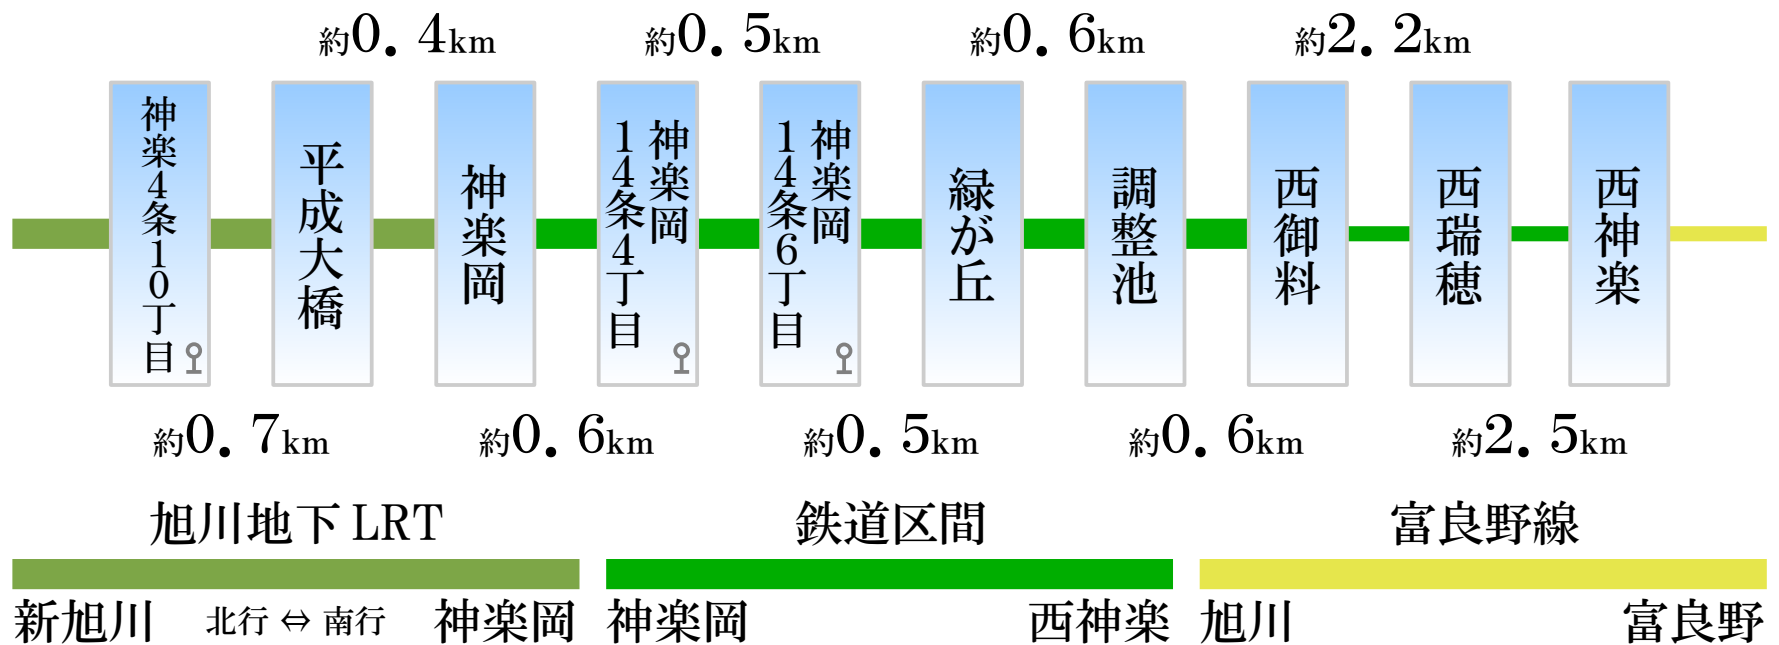 約0.4km
約0.5km
約0.6km
約2.2km
神楽4条10丁目
平成大橋
神楽岡
神楽岡
14条4丁目
神楽岡
14条6丁目
緑が丘
調整池
西御料
西瑞穂
西神楽
約0.7km
約0.6km
約0.5km
約0.6km
約2.5km
旭川地下LRT
鉄道区間
富良野線
新旭川
北行 ⇔ 南行
神楽岡
神楽岡
西神楽
旭川
富良野